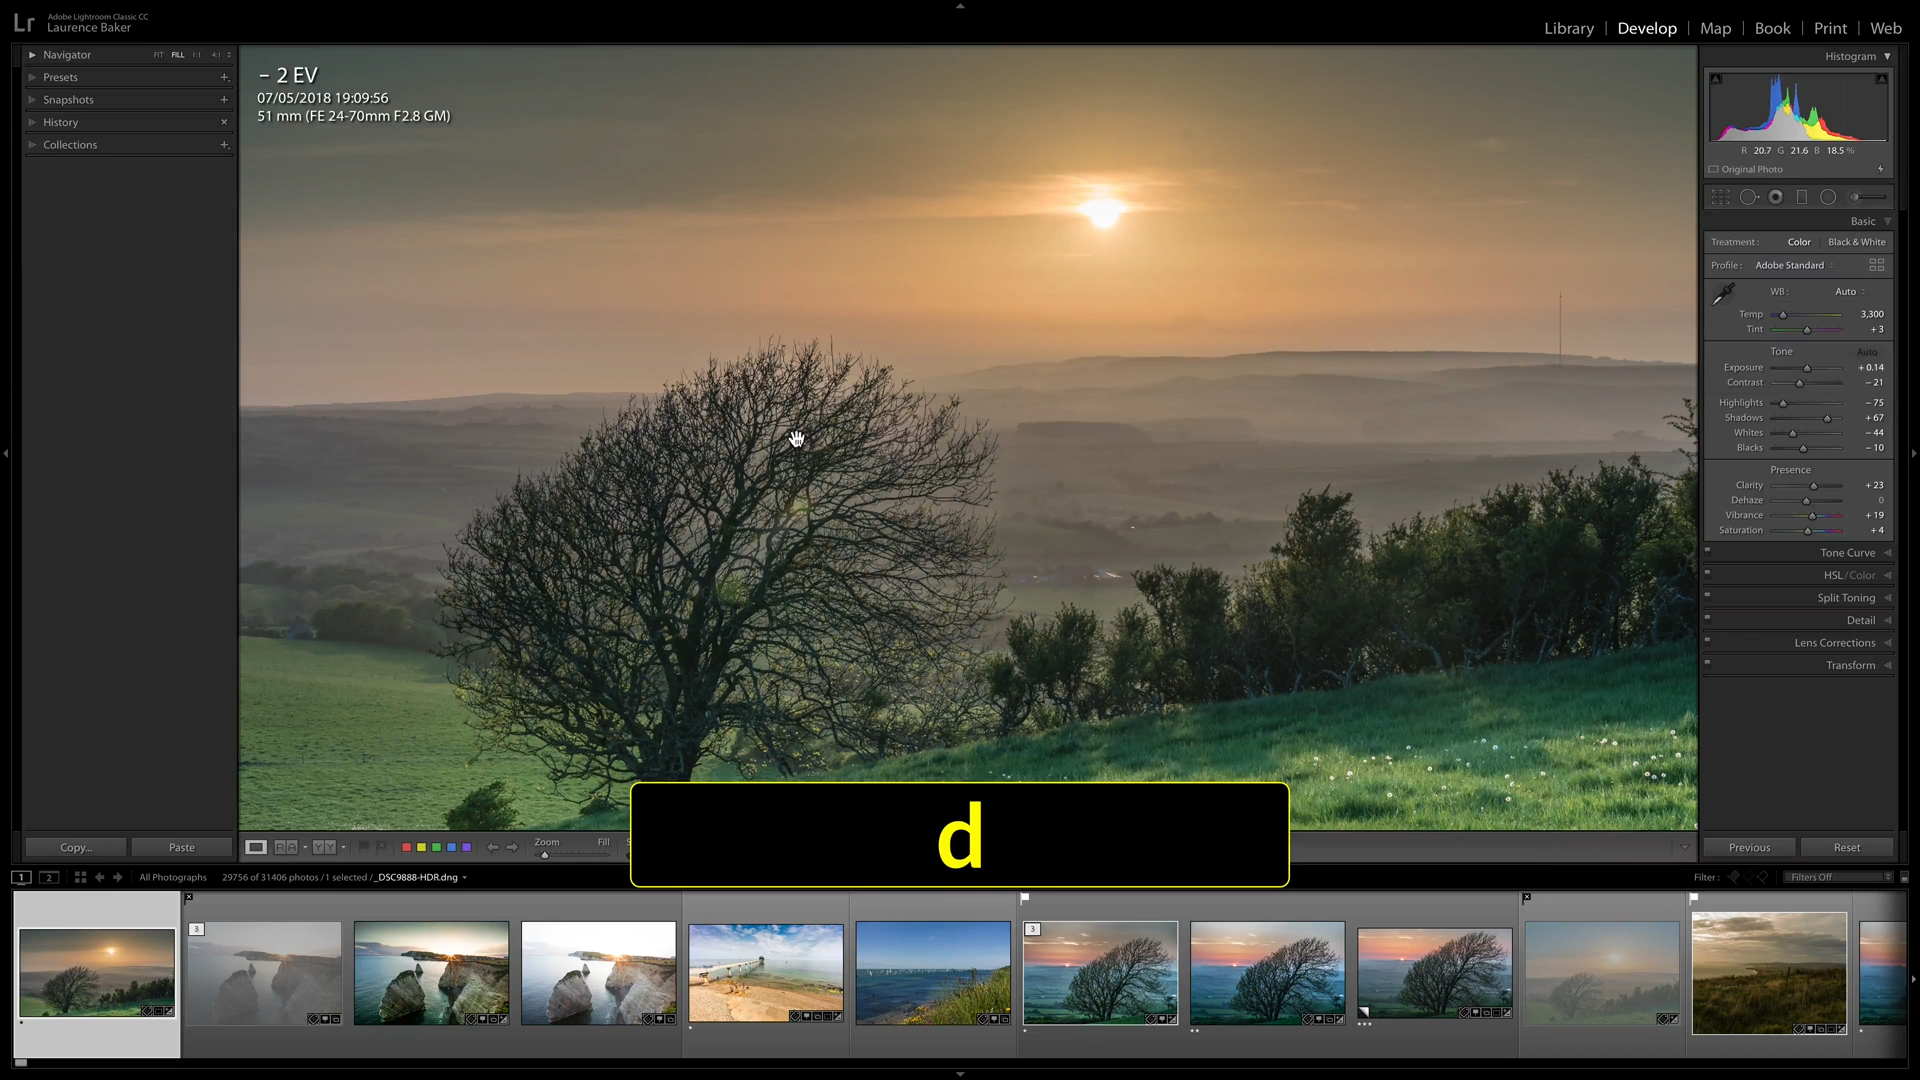 Lr
Adobe Lightroom Classic CC
Laurence Baker
Library | Develop | Map | Book | Print | Web
Navigator
FIT FILL 1:1 4:1
Presets
Snapshots
History
Collections
– 2 EV
07/05/2018 19:09:56
51 mm (FE 24-70mm F2.8 GM)
Histogram
R 20.7 G 21.6 B 18.5 %
Original Photo
Basic
Treatment : Color Black & White
Profile : Adobe Standard
WB : Auto
Temp 3,300
Tint + 3
Tone Auto
Exposure + 0.14
Contrast – 21
Highlights – 75
Shadows + 67
Whites – 44
Blacks – 10
Presence
Clarity + 23
Dehaze 0
Vibrance + 19
Saturation + 4
Tone Curve
HSL / Color
Split Toning
Detail
Lens Corrections
Transform
d
Copy... Paste
R A Y Y
Zoom Fill
Previous Reset
1 2 All Photographs 29756 of 31406 photos / 1 selected / _DSC9888-HDR.dng
Filter : Filters Off
3
3